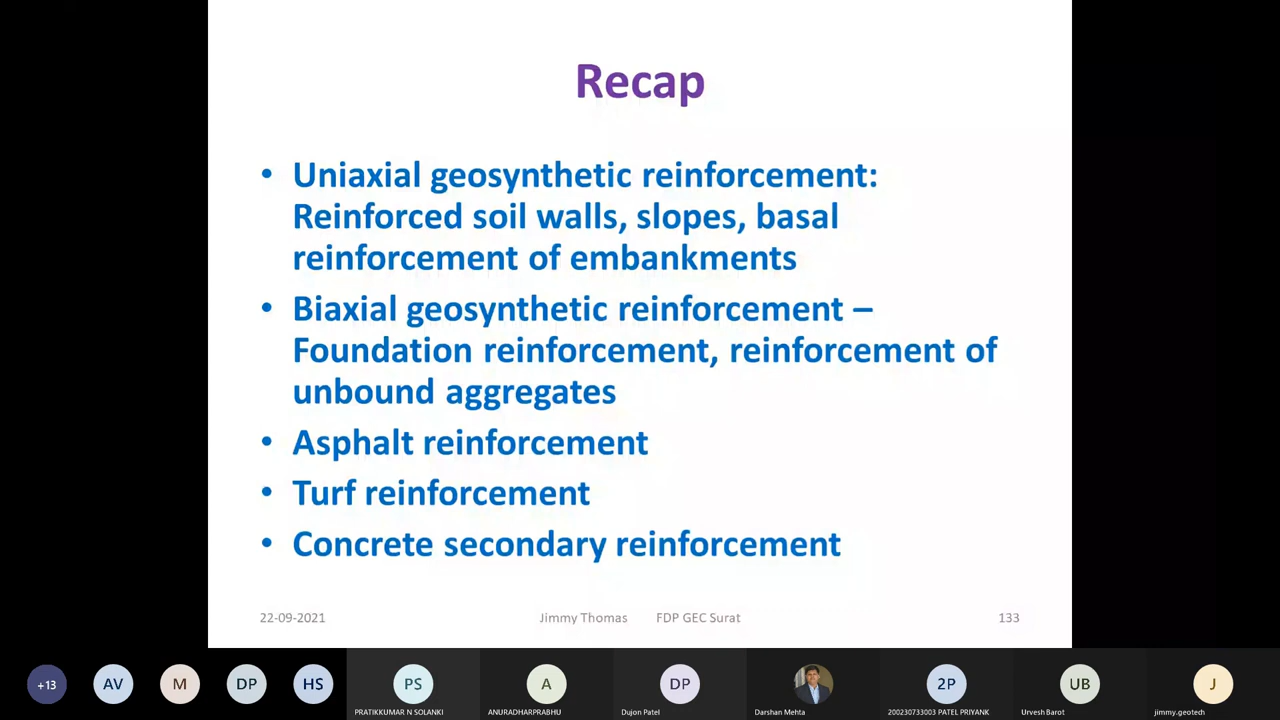 Recap
• Uniaxial geosynthetic reinforcement:
Reinforced soil walls, slopes, basal
reinforcement of embankments
• Biaxial geosynthetic reinforcement –
Foundation reinforcement, reinforcement of
unbound aggregates
• Asphalt reinforcement
• Turf reinforcement
• Concrete secondary reinforcement
22-09-2021 Jimmy Thomas FDP GEC Surat 133
+13 AV M DP HS PS A DP 2P UB J
PRATIKKUMAR N SOLANKI ANURADHARPRABHU Dujon Patel Darshan Mehta 200230733003 PATEL PRIYANK Urvesh Barot jimmy.geotech